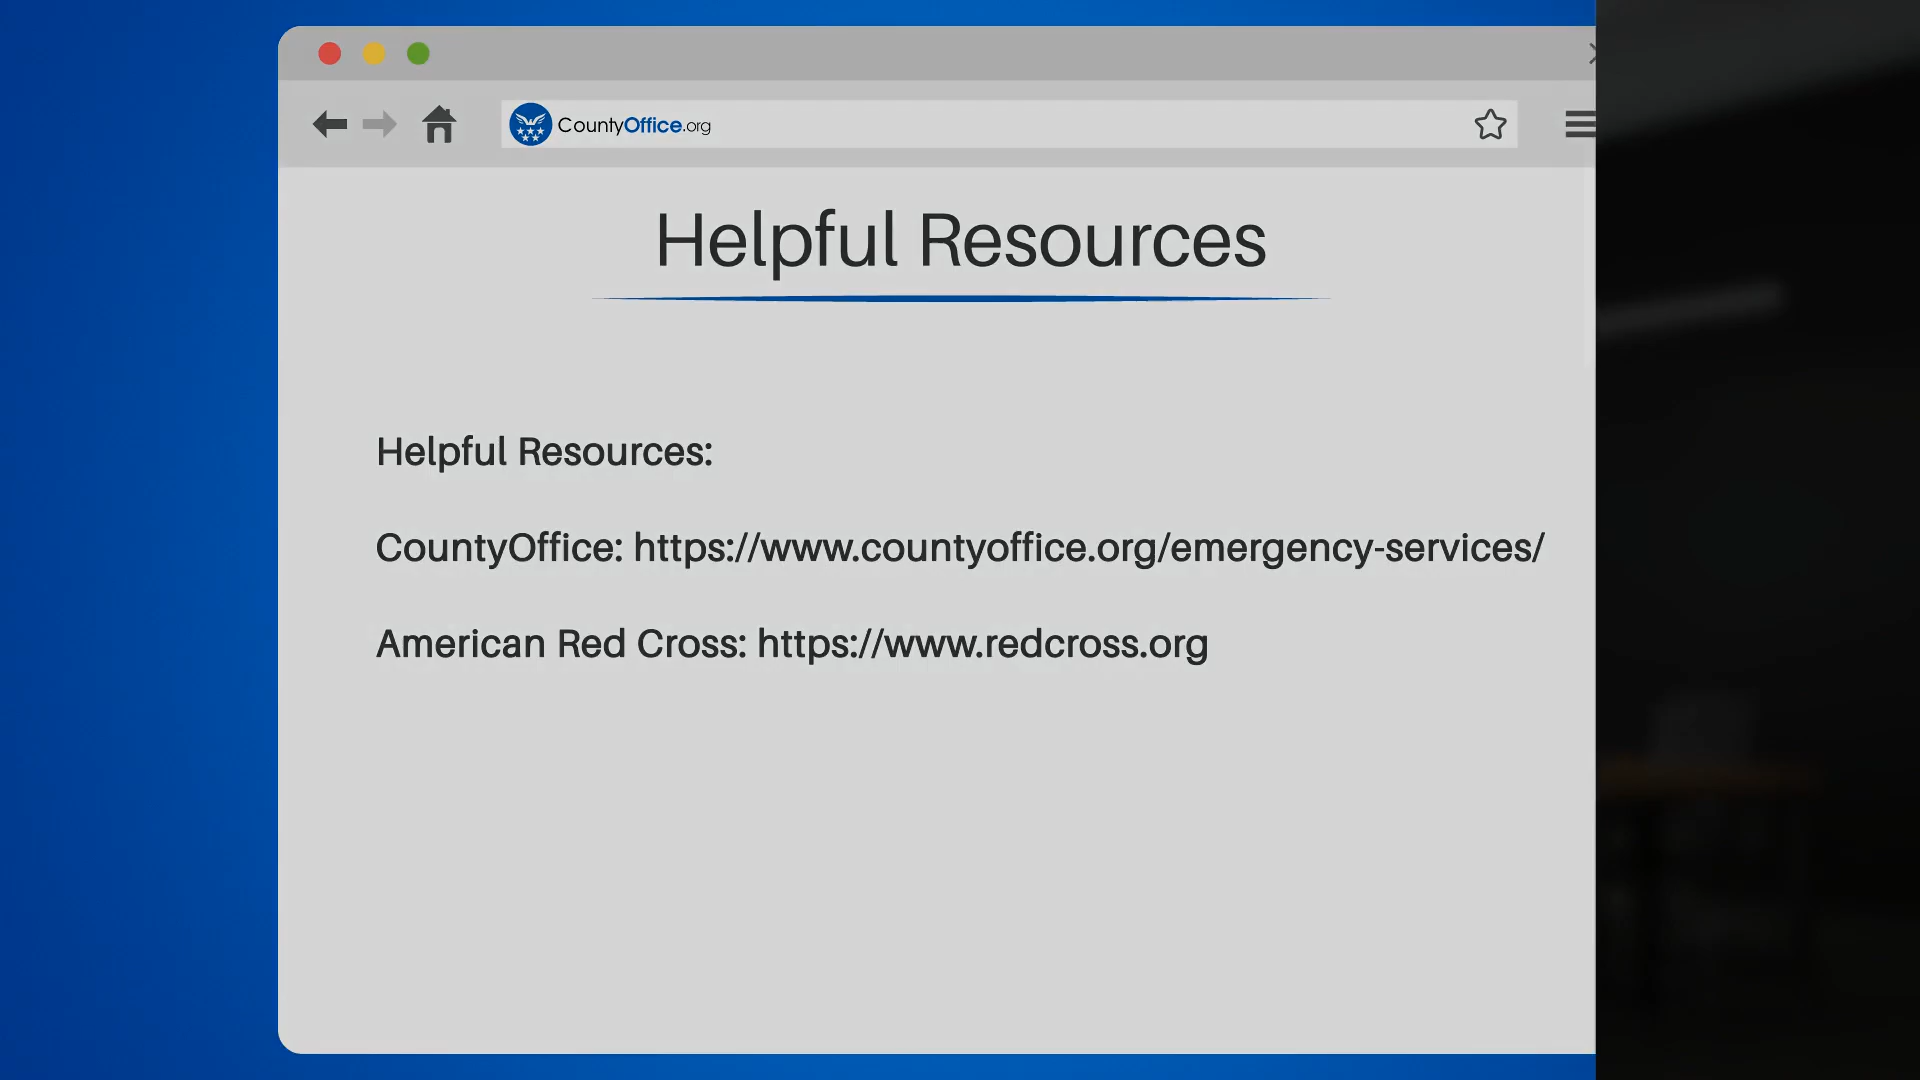 CountyOffice.org
Helpful Resources
Helpful Resources:
CountyOffice: https://www.countyoffice.org/emergency-services/
American Red Cross: https://www.redcross.org